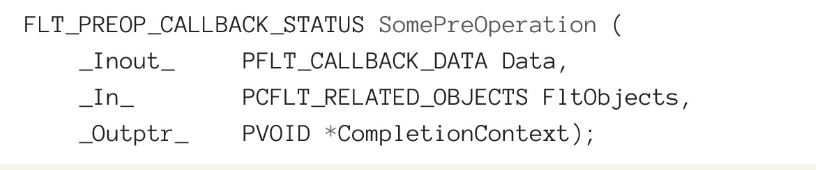 FLT_PREOP_CALLBACK_STATUS SomePreOperation (
_Inout_ PFLT_CALLBACK_DATA Data,
_In_ PCFLT_RELATED_OBJECTS FltObjects,
_Outptr_ PVOID *CompletionContext);